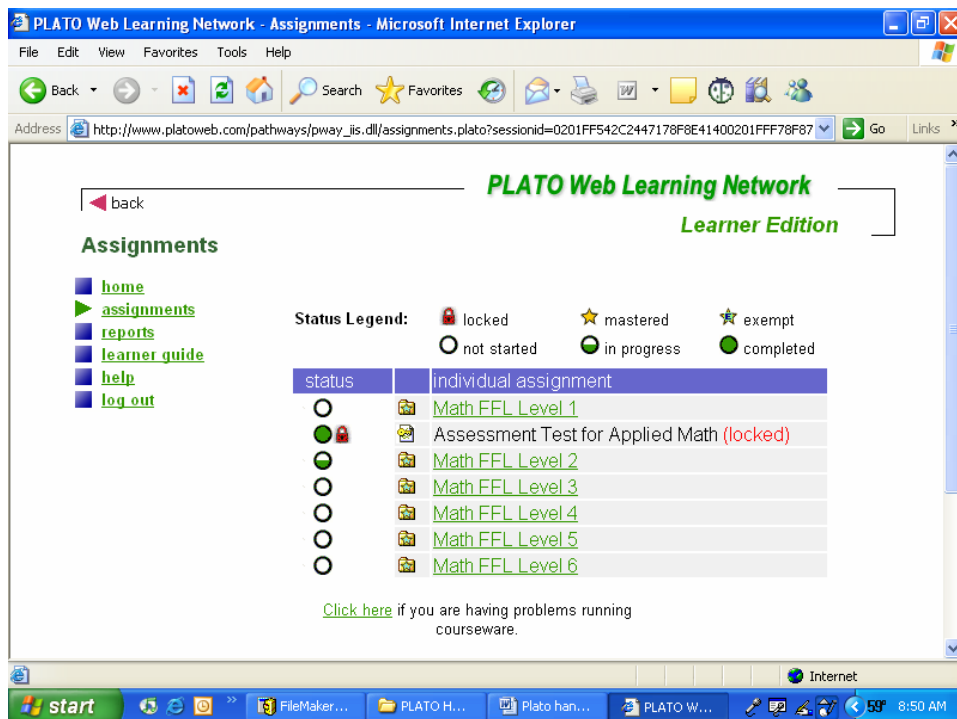 PLATO Web Learning Network - Assignments - Microsoft Internet Explorer
File Edit View Favorites Tools Help
Back Search Favorites
Address http://www.platoweb.com/pathways/pway_iis.dll/assignments.plato?sessionid=0201FF542C2447178F8E41400201FFF78F87 Go Links »
PLATO Web Learning Network
back
Learner Edition
Assignments
home
assignments
reports
learner guide
help
log out
Status Legend: locked mastered exempt
not started in progress completed
status individual assignment
Math FFL Level 1
Assessment Test for Applied Math (locked)
Math FFL Level 2
Math FFL Level 3
Math FFL Level 4
Math FFL Level 5
Math FFL Level 6
Click here if you are having problems running
courseware.
Internet
start » FileMaker... PLATO H... Plato han... PLATO W... 59° 8:50 AM